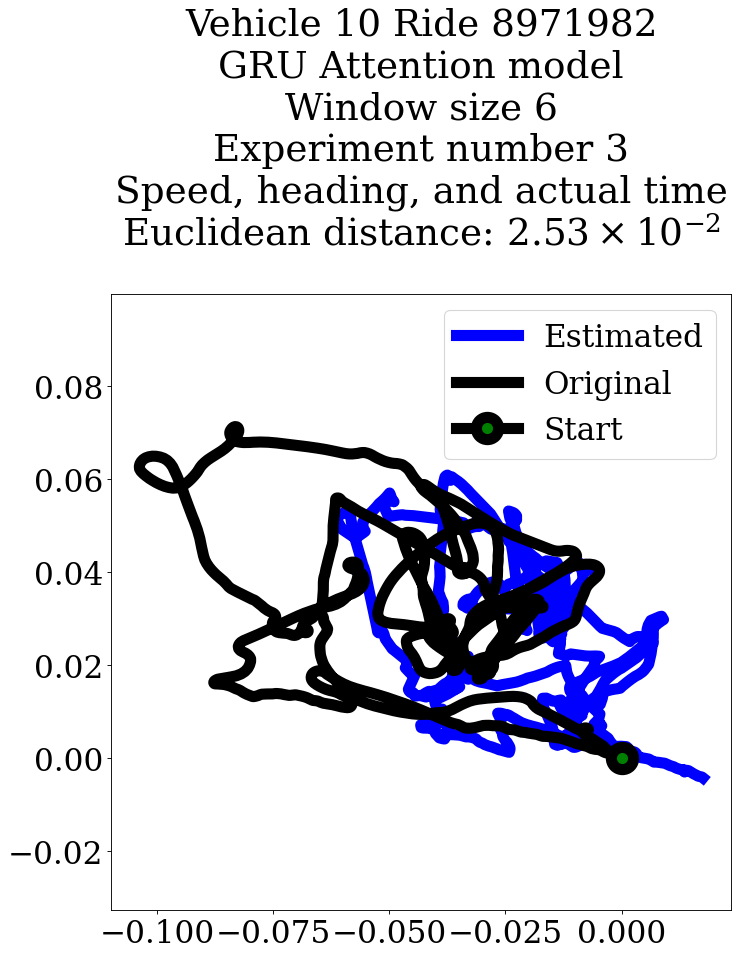 Vehicle 10 Ride 8971982
GRU Attention model
Window size 6
Experiment number 3
Speed, heading, and actual time
Euclidean distance: 2.53 × 10⁻²
Estimated
Original
Start
0.08
0.06
0.04
0.02
0.00
−0.02
−0.100 −0.075 −0.050 −0.025 0.000